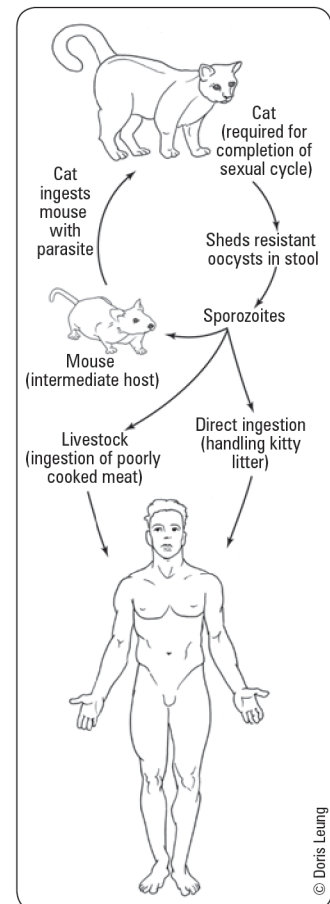 Cat
(required for
completion of
sexual cycle)
Cat
ingests
mouse
with
parasite
Sheds resistant
oocysts in stool
Sporozoites
Mouse
(intermediate host)
Livestock
(ingestion of poorly
cooked meat)
Direct ingestion
(handling kitty
litter)
© Doris Leung